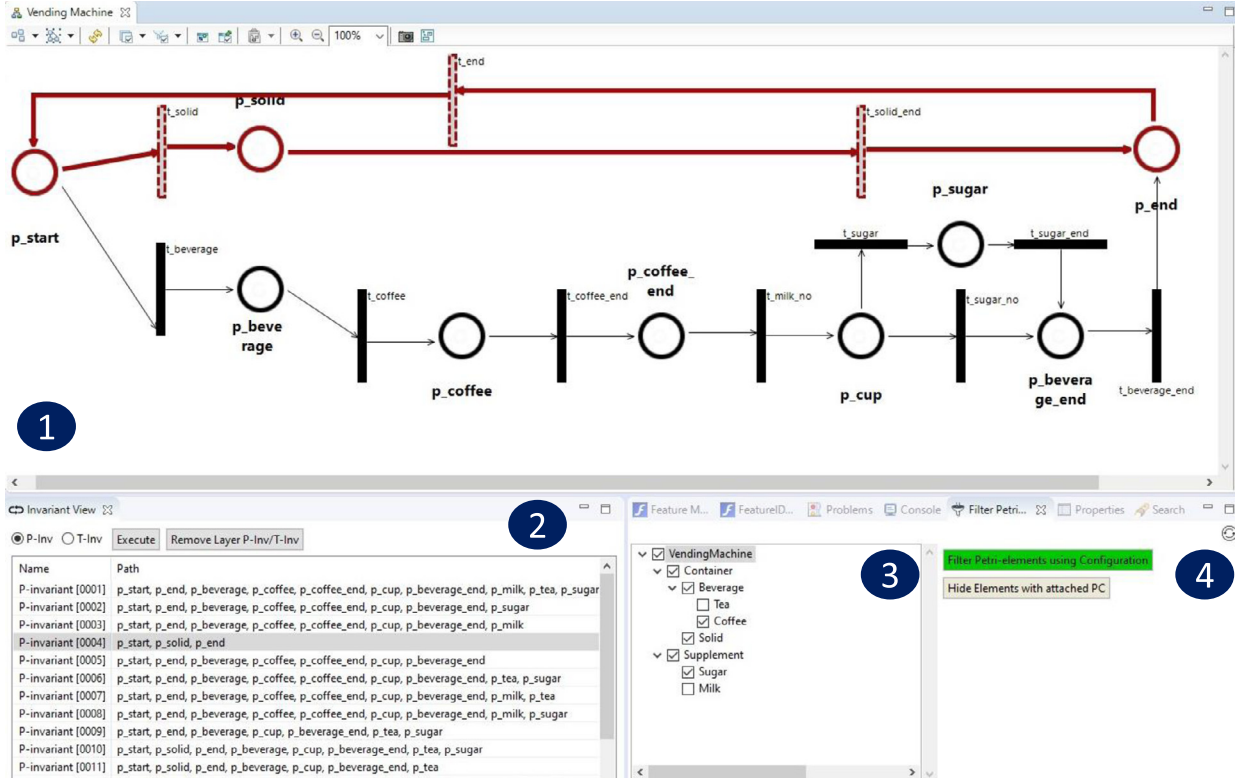 Vending Machine
100%
t_end
t_solid
p_solid
t_solid_end
p_sugar
p_end
p_start
t_sugar
t_sugar_end
t_beverage
p_coffee_
end
t_coffee
t_coffee_end
t_milk_no
t_sugar_no
p_beve
rage
p_coffee
p_cup
p_bevera
ge_end
t_beverage_end
1
Invariant View
2
P-Inv T-Inv Execute Remove Layer P-Inv/T-Inv
Name Path
P-invariant [0001] p_start, p_end, p_beverage, p_coffee, p_coffee_end, p_cup, p_beverage_end, p_milk, p_tea, p_sugar
P-invariant [0002] p_start, p_end, p_beverage, p_coffee, p_coffee_end, p_cup, p_beverage_end, p_sugar
P-invariant [0003] p_start, p_end, p_beverage, p_coffee, p_coffee_end, p_cup, p_beverage_end, p_milk
P-invariant [0004] p_start, p_solid, p_end
P-invariant [0005] p_start, p_end, p_beverage, p_coffee, p_coffee_end, p_cup, p_beverage_end
P-invariant [0006] p_start, p_end, p_beverage, p_coffee, p_coffee_end, p_cup, p_beverage_end, p_tea, p_sugar
P-invariant [0007] p_start, p_end, p_beverage, p_coffee, p_coffee_end, p_cup, p_beverage_end, p_milk, p_tea
P-invariant [0008] p_start, p_end, p_beverage, p_coffee, p_coffee_end, p_cup, p_beverage_end, p_milk, p_sugar
P-invariant [0009] p_start, p_end, p_beverage, p_cup, p_beverage_end, p_tea, p_sugar
P-invariant [0010] p_start, p_solid, p_end, p_beverage, p_cup, p_beverage_end, p_tea, p_sugar
P-invariant [0011] p_start, p_solid, p_end, p_beverage, p_cup, p_beverage_end, p_tea
Feature M... FeatureID... Problems Console Filter Petri... Properties Search
VendingMachine
Container
Beverage
Tea
Coffee
Solid
Supplement
Sugar
Milk
3
Filter Petri-elements using Configuration
Hide Elements with attached PC
4